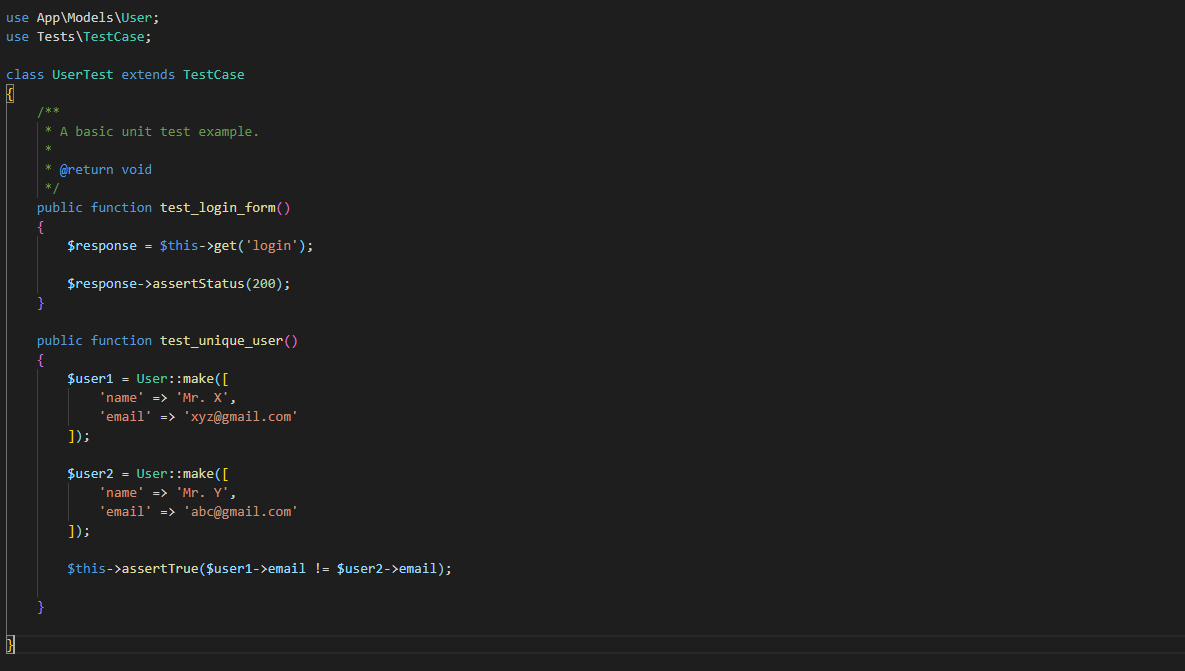 use App\Models\User;
use Tests\TestCase;
class UserTest extends TestCase
{
/**
* A basic unit test example.
*
* @return void
*/
public function test_login_form()
{
$response = $this->get('login');
$response->assertStatus(200);
}
public function test_unique_user()
{
$user1 = User::make([
'name' => 'Mr. X',
'email' => 'xyz@gmail.com'
]);
$user2 = User::make([
'name' => 'Mr. Y',
'email' => 'abc@gmail.com'
]);
$this->assertTrue($user1->email != $user2->email);
}
}